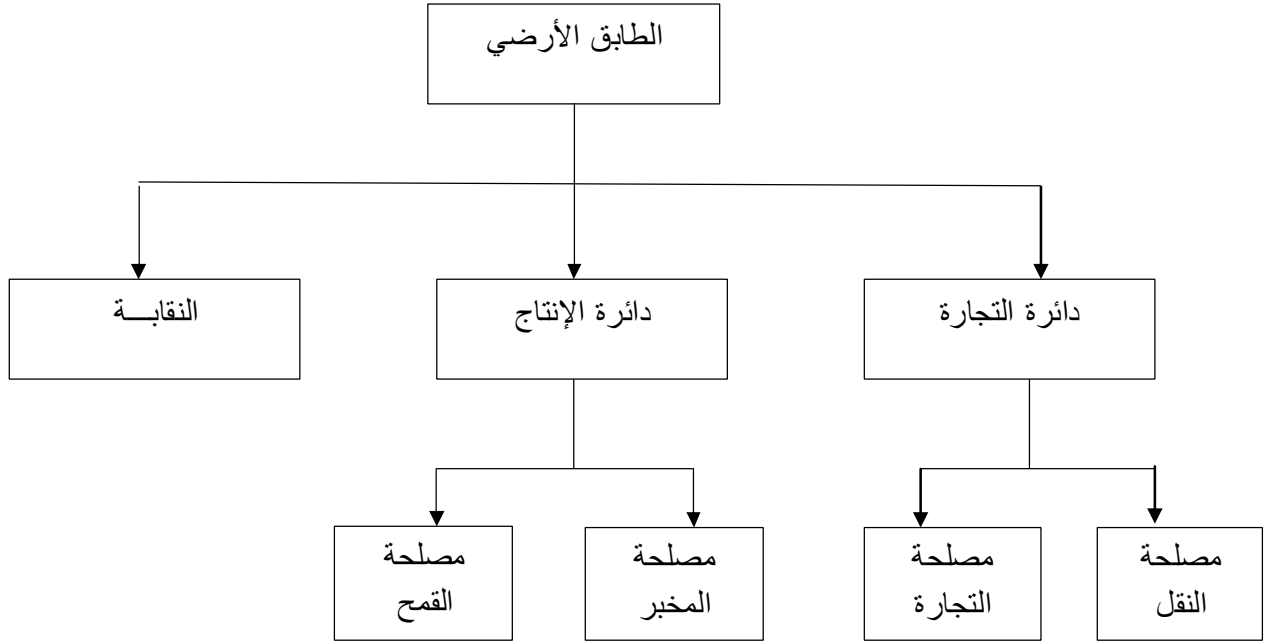 الطابق الأرضي
دائرة التجارة
دائرة الإنتاج
النقابـــة
مصلحة
النقل
مصلحة
التجارة
مصلحة
المخبر
مصلحة
القمح